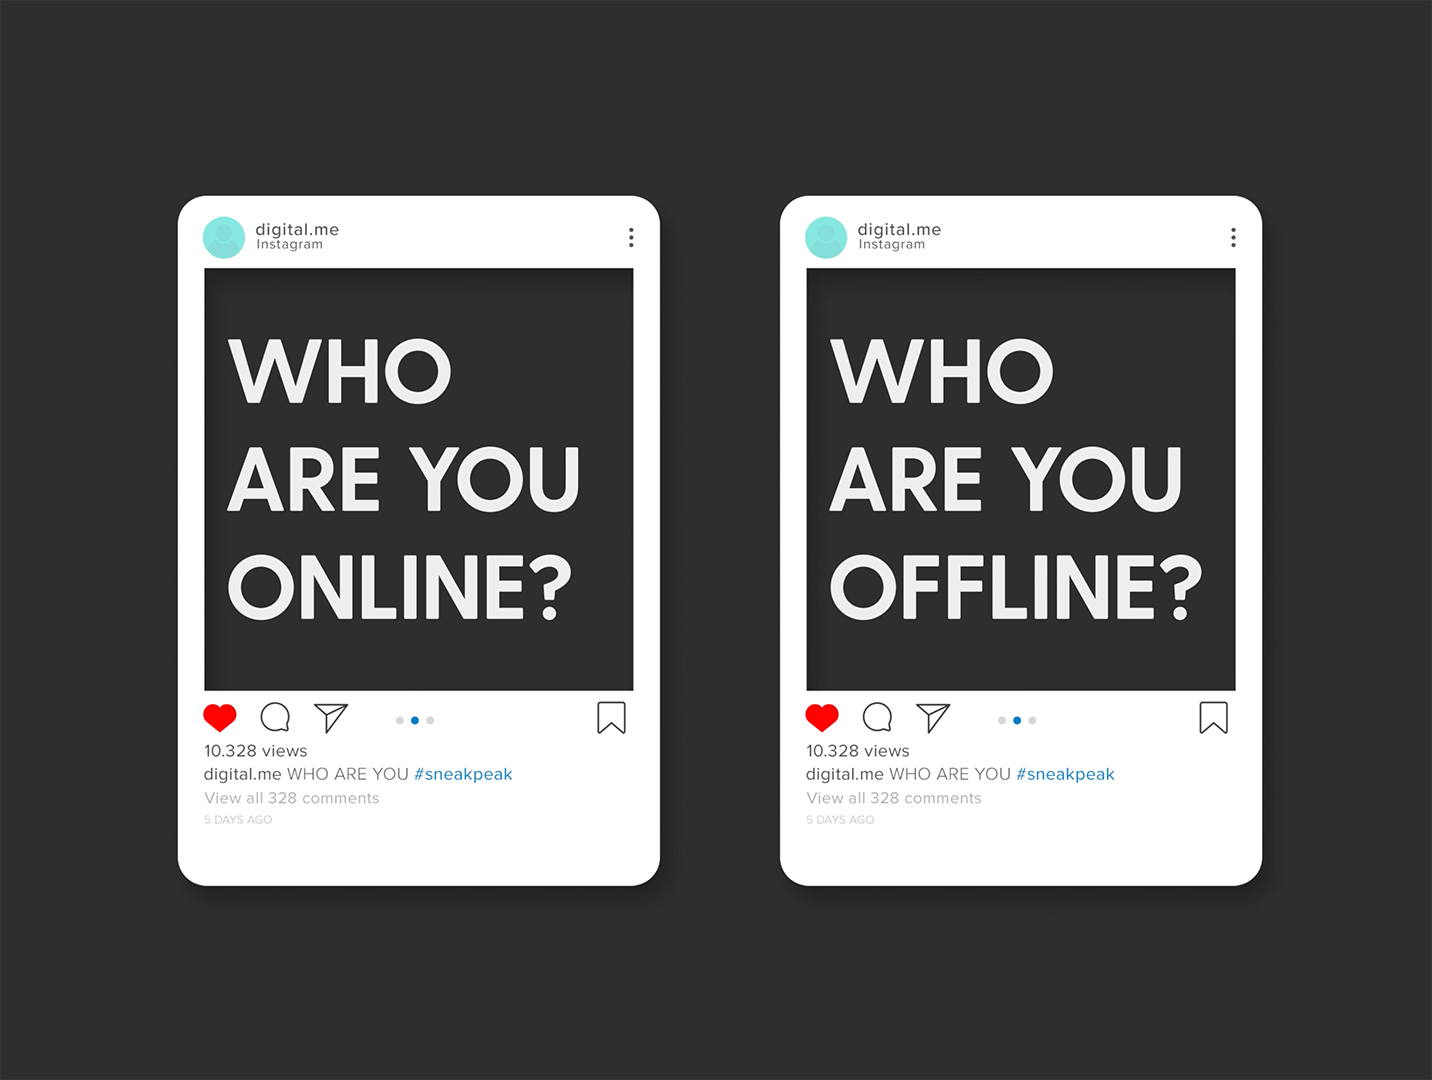 digital.me
Instagram
WHO
ARE YOU
ONLINE?
10.328 views
digital.me WHO ARE YOU #sneakpeak
View all 328 comments
5 DAYS AGO
digital.me
Instagram
WHO
ARE YOU
OFFLINE?
10.328 views
digital.me WHO ARE YOU #sneakpeak
View all 328 comments
5 DAYS AGO